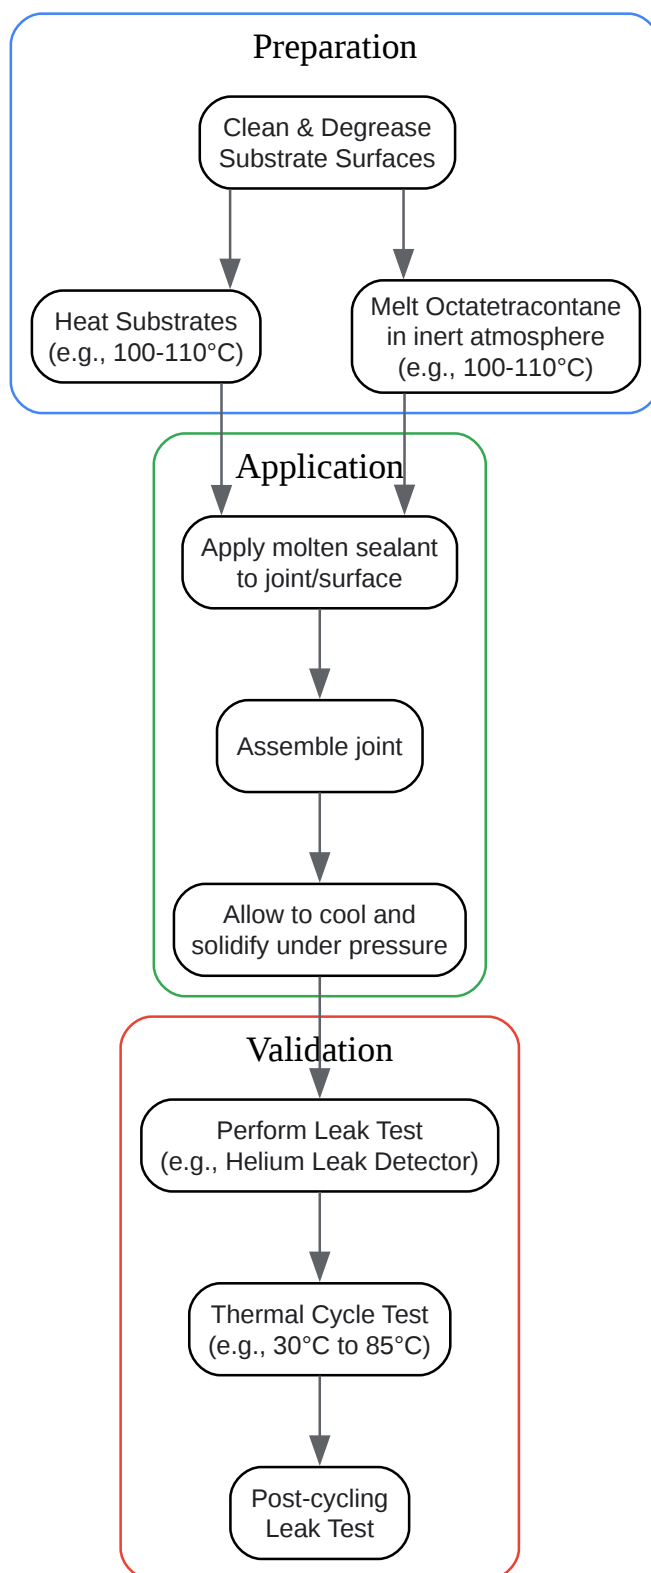 Preparation
Clean & Degrease
Substrate Surfaces
Heat Substrates
(e.g., 100-110°C)
Melt Octatetracontane
in inert atmosphere
(e.g., 100-110°C)
Application
Apply molten sealant
to joint/surface
Assemble joint
Allow to cool and
solidify under pressure
Validation
Perform Leak Test
(e.g., Helium Leak Detector)
Thermal Cycle Test
(e.g., 30°C to 85°C)
Post-cycling
Leak Test